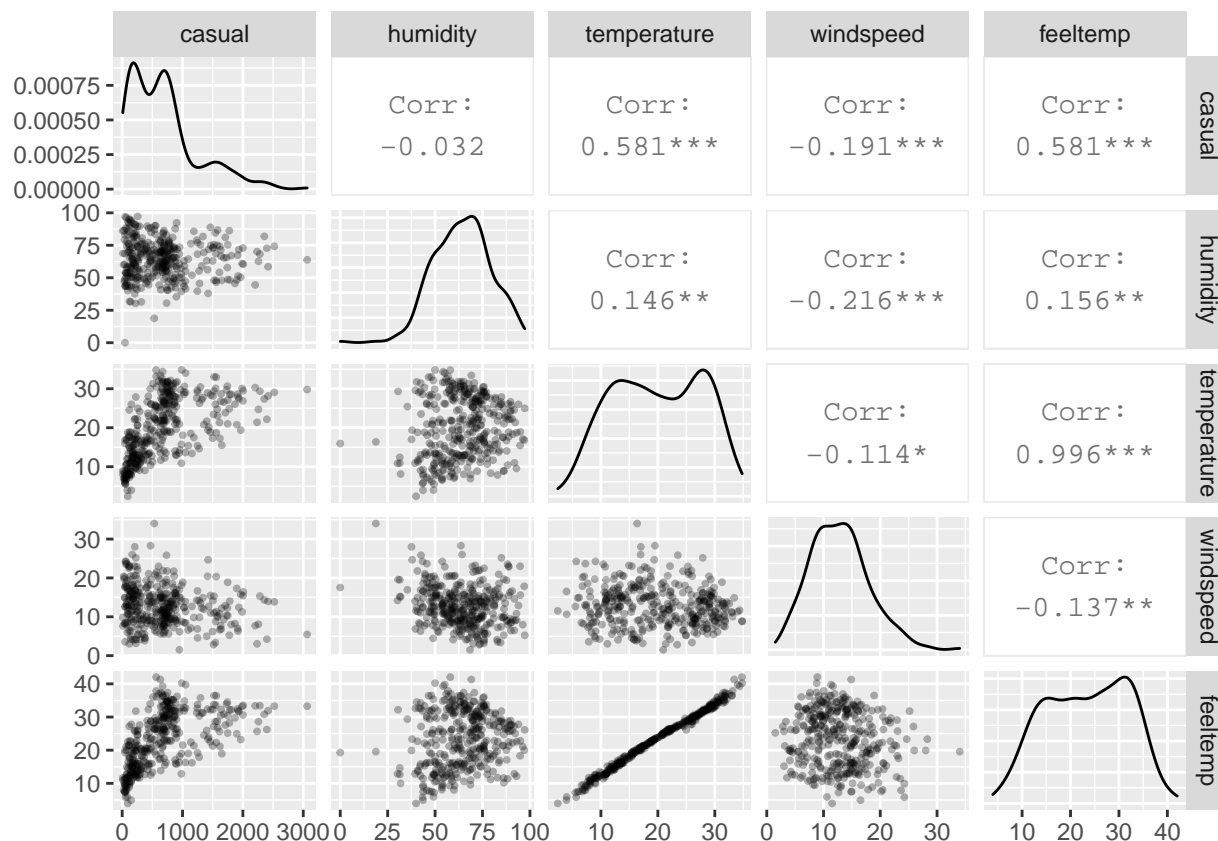 casual humidity temperature windspeed feeltemp
0.00075
0.00050
0.00025
0.00000
Corr:
-0.032
Corr:
0.581***
Corr:
-0.191***
Corr:
0.581***
casual
100
75
50
25
0
Corr:
0.146**
Corr:
-0.216***
Corr:
0.156**
humidity
30
20
10
Corr:
-0.114*
Corr:
0.996***
temperature
30
20
10
0
Corr:
-0.137**
windspeed
40
30
20
10
feeltemp
0 1000 2000 3000 0 25 50 75 100 10 20 30 0 10 20 30 10 20 30 40